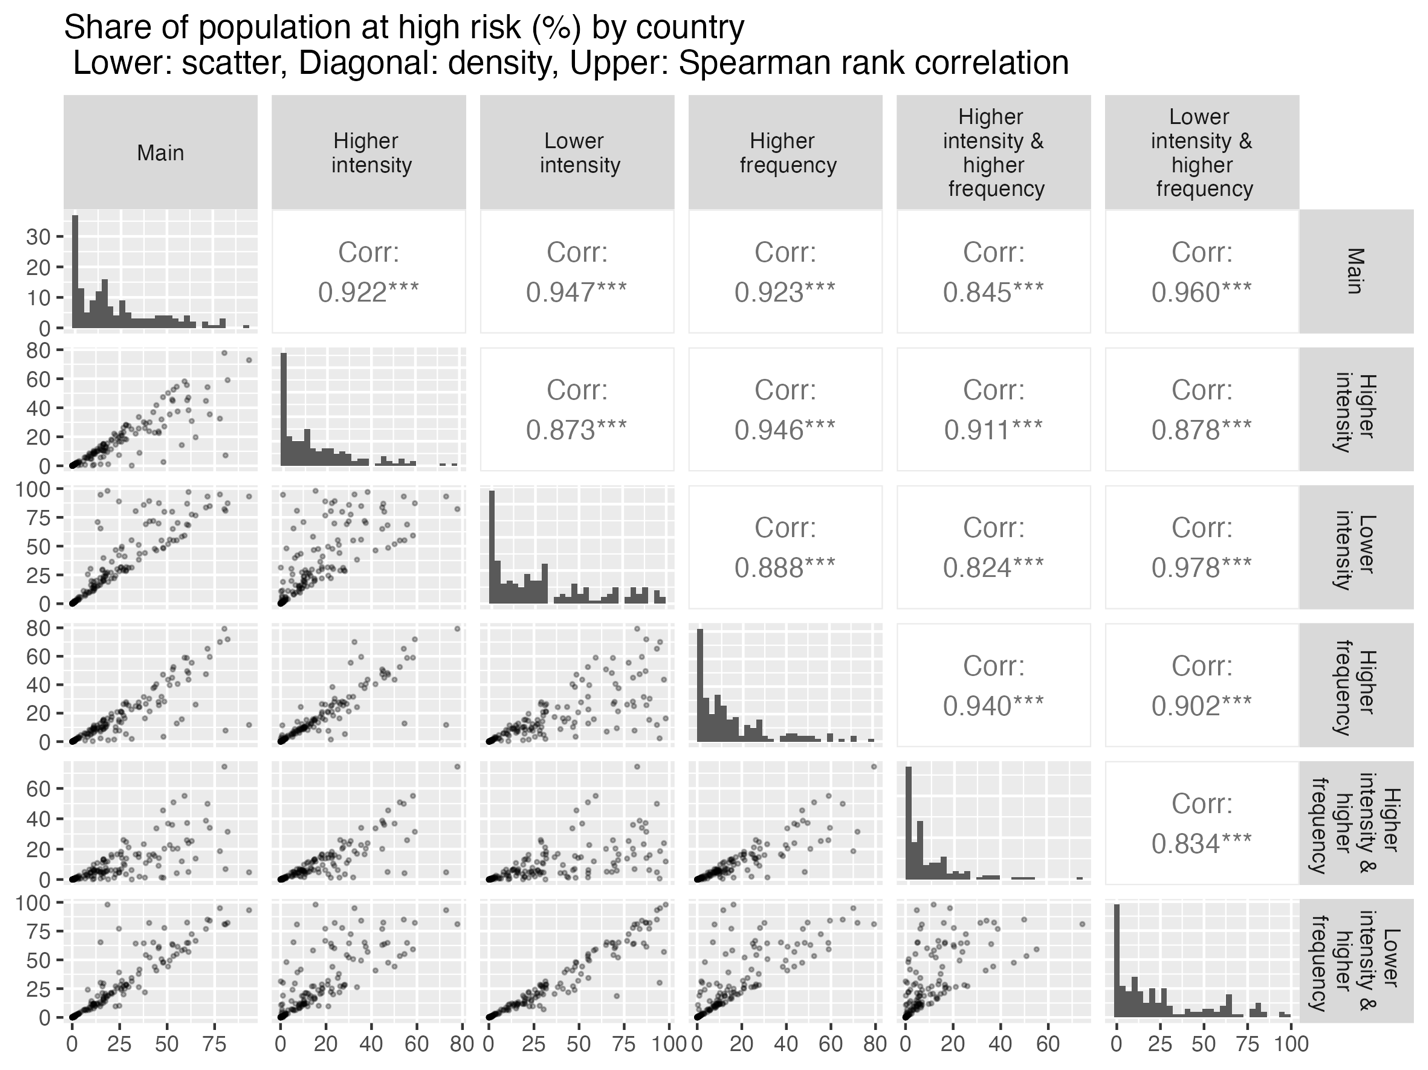 Share of population at high risk (%) by country
Lower: scatter, Diagonal: density, Upper: Spearman rank correlation
Main
Higher
intensity
Lower
intensity
Higher
frequency
Higher
intensity &
higher
frequency
Lower
intensity &
higher
frequency
30
20
10
0
Corr:
0.922***
Corr:
0.947***
Corr:
0.923***
Corr:
0.845***
Corr:
0.960***
Main
80
60
40
20
0
Corr:
0.873***
Corr:
0.946***
Corr:
0.911***
Corr:
0.878***
Higher
intensity
100
75
50
25
0
Corr:
0.888***
Corr:
0.824***
Corr:
0.978***
Lower
intensity
80
60
40
20
0
Corr:
0.940***
Corr:
0.902***
Higher
frequency
60
40
20
0
Corr:
0.834***
Higher
intensity &
higher
frequency
100
75
50
25
0
Lower
intensity &
higher
frequency
0 25 50 75
0 20 40 60 80
0 25 50 75 100
0 20 40 60 80
0 20 40 60
0 25 50 75 100